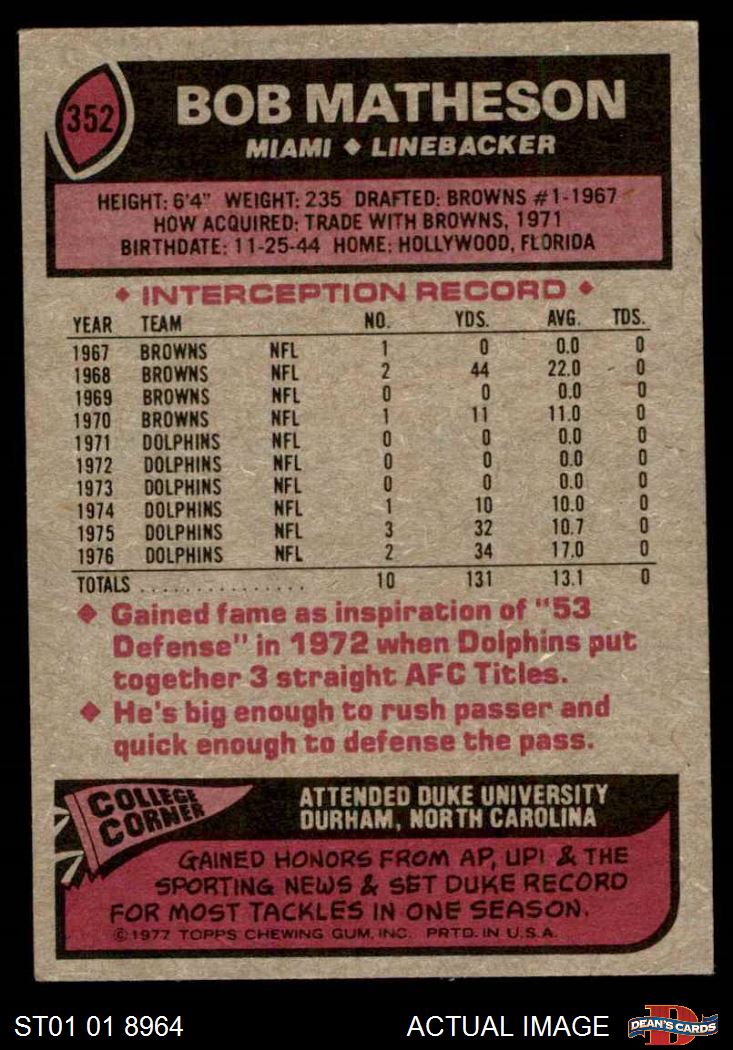 352
BOB MATHESON
MIAMI ♦ LINEBACKER
HEIGHT: 6'4" WEIGHT: 235 DRAFTED: BROWNS #1-1967
HOW ACQUIRED: TRADE WITH BROWNS, 1971
BIRTHDATE: 11-25-44 HOME: HOLLYWOOD, FLORIDA
♦ INTERCEPTION RECORD ♦
YEAR TEAM NO. YDS. AVG. TDS.
1967 BROWNS NFL 1 0 0.0 0
1968 BROWNS NFL 2 44 22.0 0
1969 BROWNS NFL 0 0 0.0 0
1970 BROWNS NFL 1 11 11.0 0
1971 DOLPHINS NFL 0 0 0.0 0
1972 DOLPHINS NFL 0 0 0.0 0
1973 DOLPHINS NFL 0 0 0.0 0
1974 DOLPHINS NFL 1 10 10.0 0
1975 DOLPHINS NFL 3 32 10.7 0
1976 DOLPHINS NFL 2 34 17.0 0
TOTALS ................ 10 131 13.1 0
♦ Gained fame as inspiration of "53
Defense" in 1972 when Dolphins put
together 3 straight AFC Titles.
♦ He's big enough to rush passer and
quick enough to defense the pass.
COLLEGE
CORNER
ATTENDED DUKE UNIVERSITY
DURHAM, NORTH CAROLINA
GAINED HONORS FROM AP, UPI & THE
SPORTING NEWS & SET DUKE RECORD
FOR MOST TACKLES IN ONE SEASON.
© 1977 TOPPS CHEWING GUM, INC. PRTD. IN U.S.A.
ST01 01 8964
ACTUAL IMAGE
D
DEAN'S CARDS